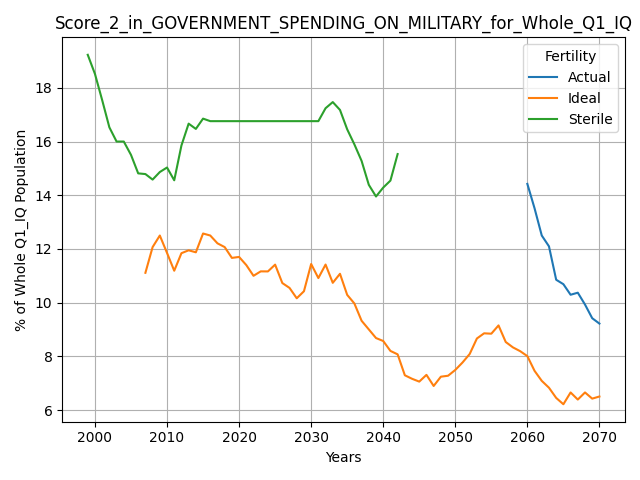 Score_2_in_GOVERNMENT_SPENDING_ON_MILITARY_for_Whole_Q1_IQ
Fertility
Actual
Ideal
Sterile
% of Whole Q1_IQ Population
18
16
14
12
10
8
6
2000 2010 2020 2030 2040 2050 2060 2070
Years